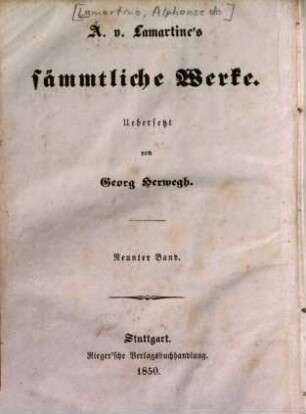 [Lamartine, Alphonse de]
A. v. Lamartine's
sämmtliche Werke.
Uebersetzt
von
Georg Herwegh.
Neunter Band.
Stuttgart.
Rieger'sche Verlagsbuchhandlung.
1850.